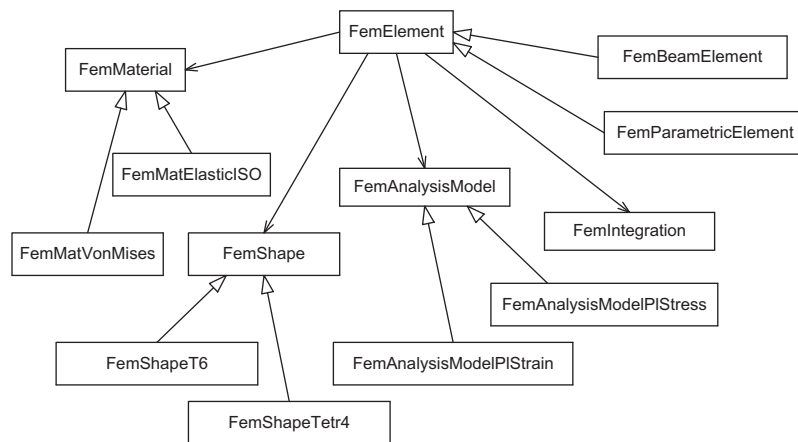 FemElement
FemBeamElement
FemMaterial
FemParametricElement
FemMatElasticISO
FemAnalysisModel
FemIntegration
FemMatVonMises
FemShape
FemAnalysisModelPlStress
FemShapeT6
FemAnalysisModelPlStrain
FemShapeTetr4